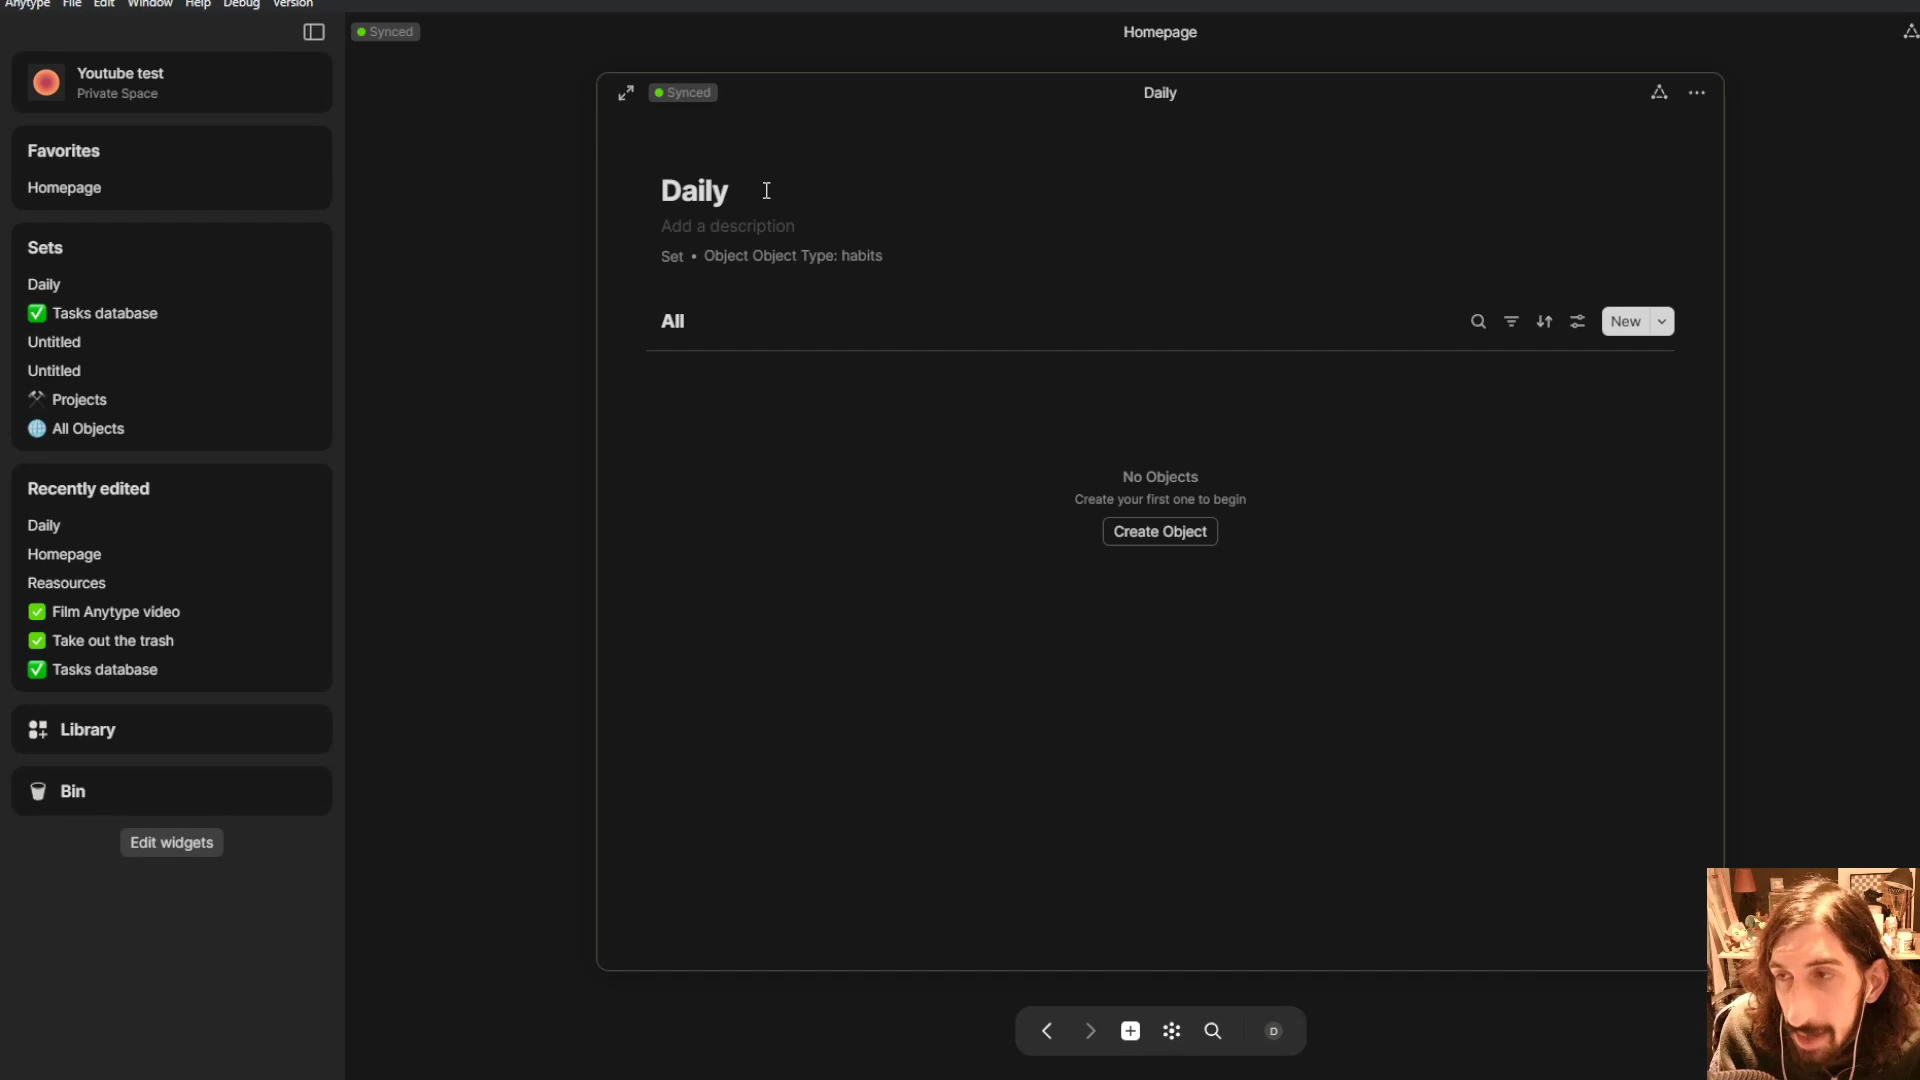 Anytype File Edit Window Help Debug Version
Synced
Homepage
Youtube test
Private Space
Favorites
Homepage
Sets
Daily
Tasks database
Untitled
Untitled
Projects
All Objects
Recently edited
Daily
Homepage
Reasources
Film Anytype video
Take out the trash
Tasks database
Library
Bin
Edit widgets
Synced
Daily
Daily
Add a description
Set • Object Object Type: habits
All
New
No Objects
Create your first one to begin
Create Object
D